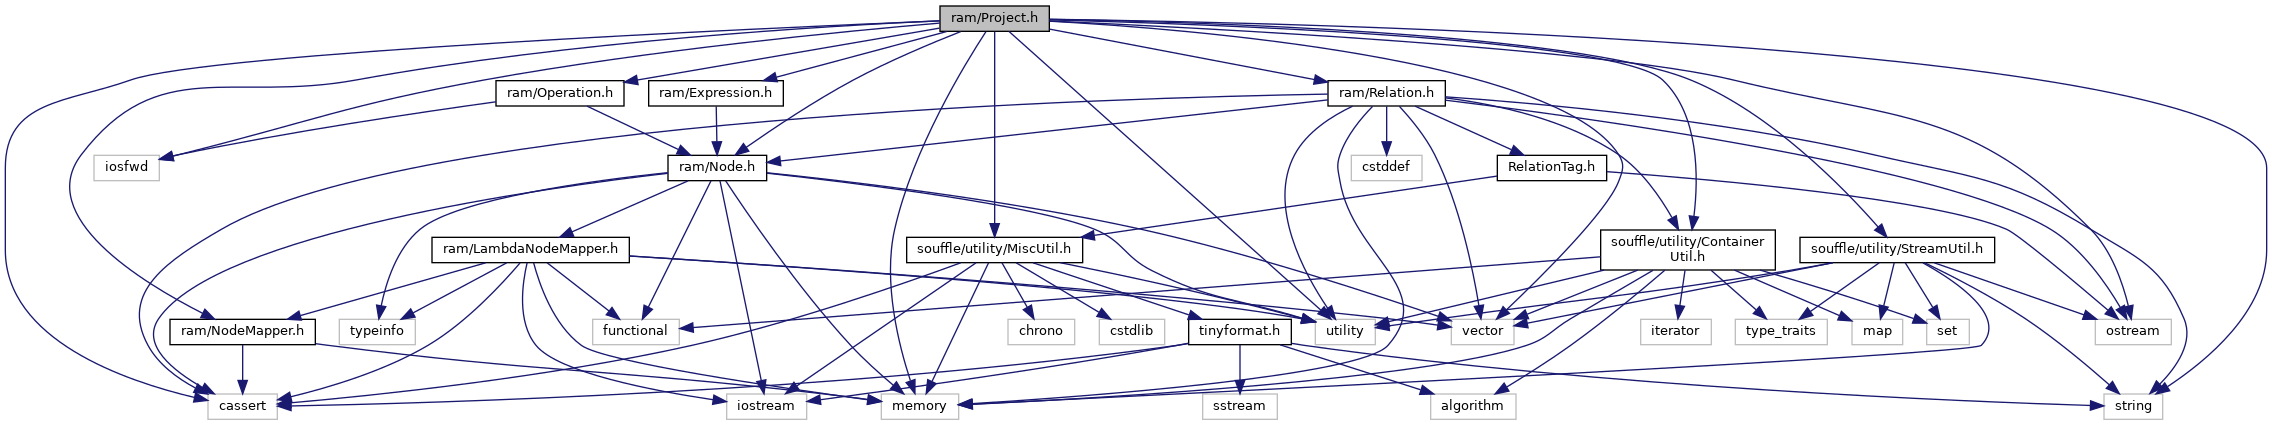 ram/Project.h
ram/Operation.h
ram/Expression.h
ram/Relation.h
iosfwd
ram/Node.h
cstddef
RelationTag.h
ram/LambdaNodeMapper.h
souffle/utility/MiscUtil.h
souffle/utility/Container
Util.h
souffle/utility/StreamUtil.h
ram/NodeMapper.h
typeinfo
functional
chrono
cstdlib
tinyformat.h
utility
vector
iterator
type_traits
map
set
ostream
cassert
iostream
memory
sstream
algorithm
string